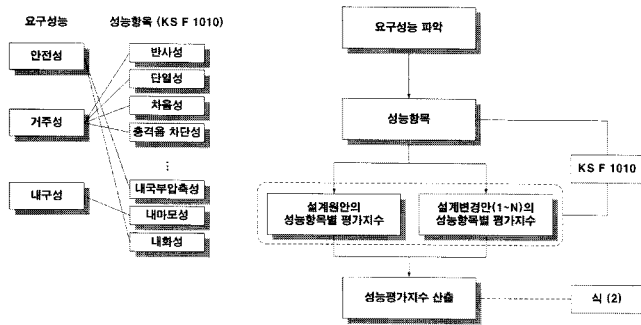 요구성능
성능항목 (KS F 1010)
안전성
거주성
내구성
반사성
단열성
차음성
충격음 차단성
⋮
내국부압축성
내마모성
내화성
요구성능 파악
성능항목
KS F 1010
설계원안의
성능항목별 평가지수
설계변경안(1~N)의
성능항목별 평가지수
성능평가지수 산출
식 (2)